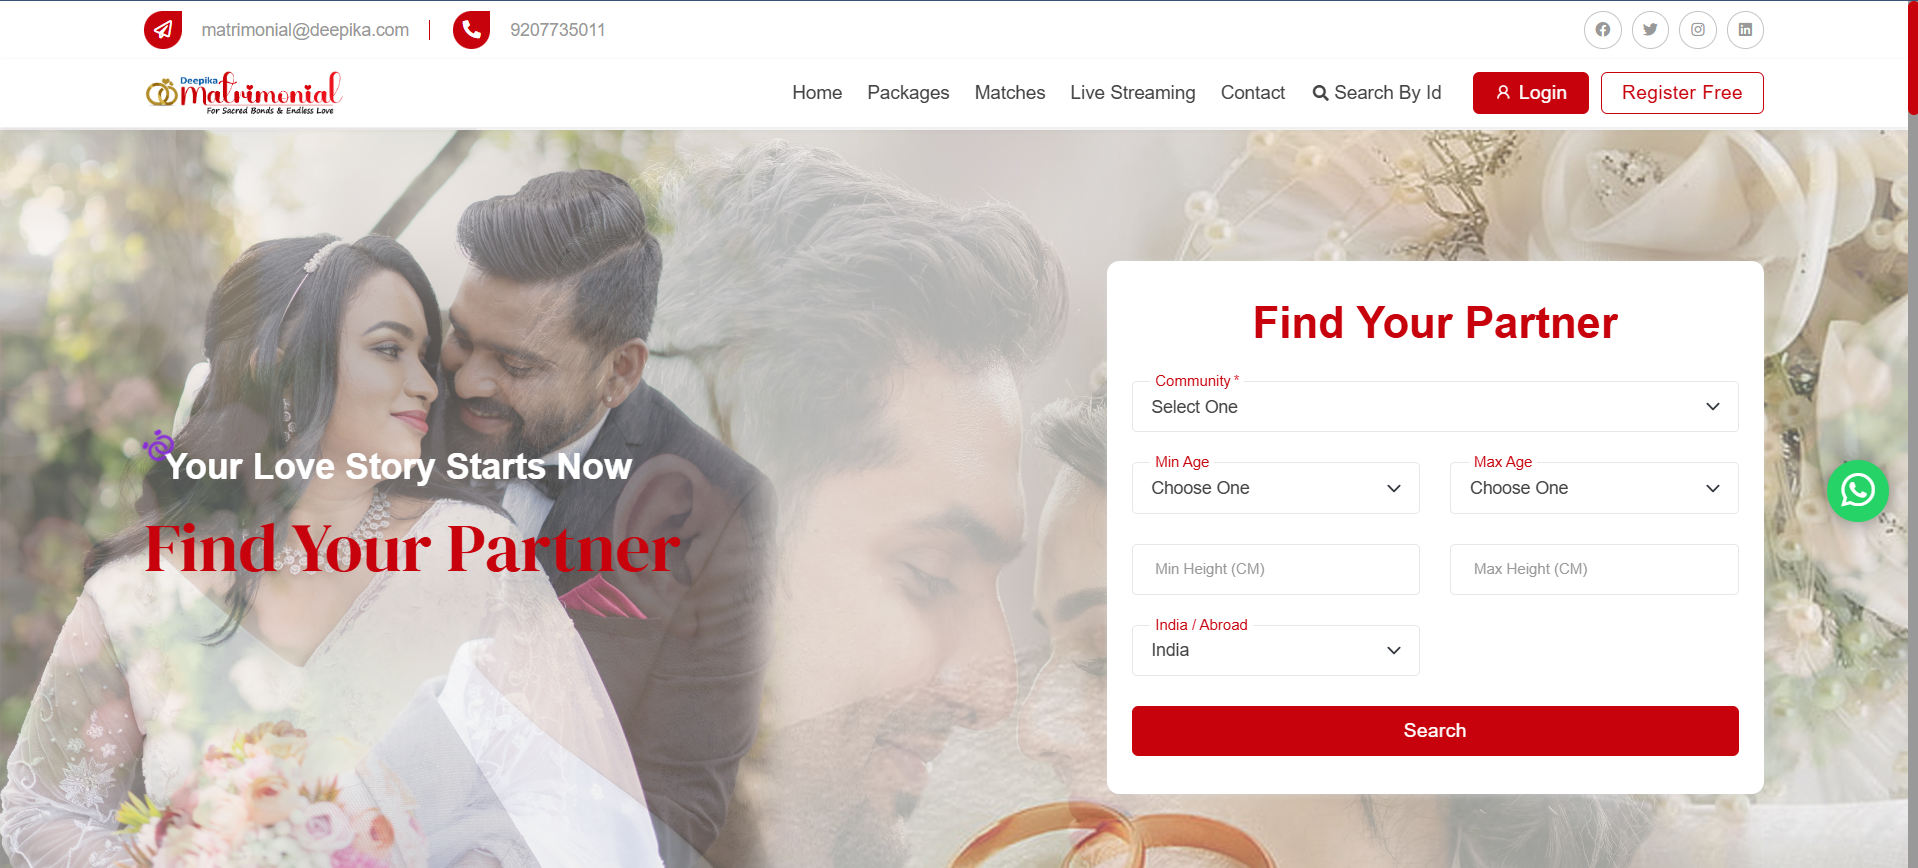 matrimonial@deepika.com
9207735011
Deepika
Matrimonial
For Sacred Bonds & Endless Love
Home
Packages
Matches
Live Streaming
Contact
Search By Id
Login
Register Free
Your Love Story Starts Now
Find Your Partner
Find Your Partner
Community *
Select One
Min Age
Choose One
Max Age
Choose One
Min Height (CM)
Max Height (CM)
India / Abroad
India
Search